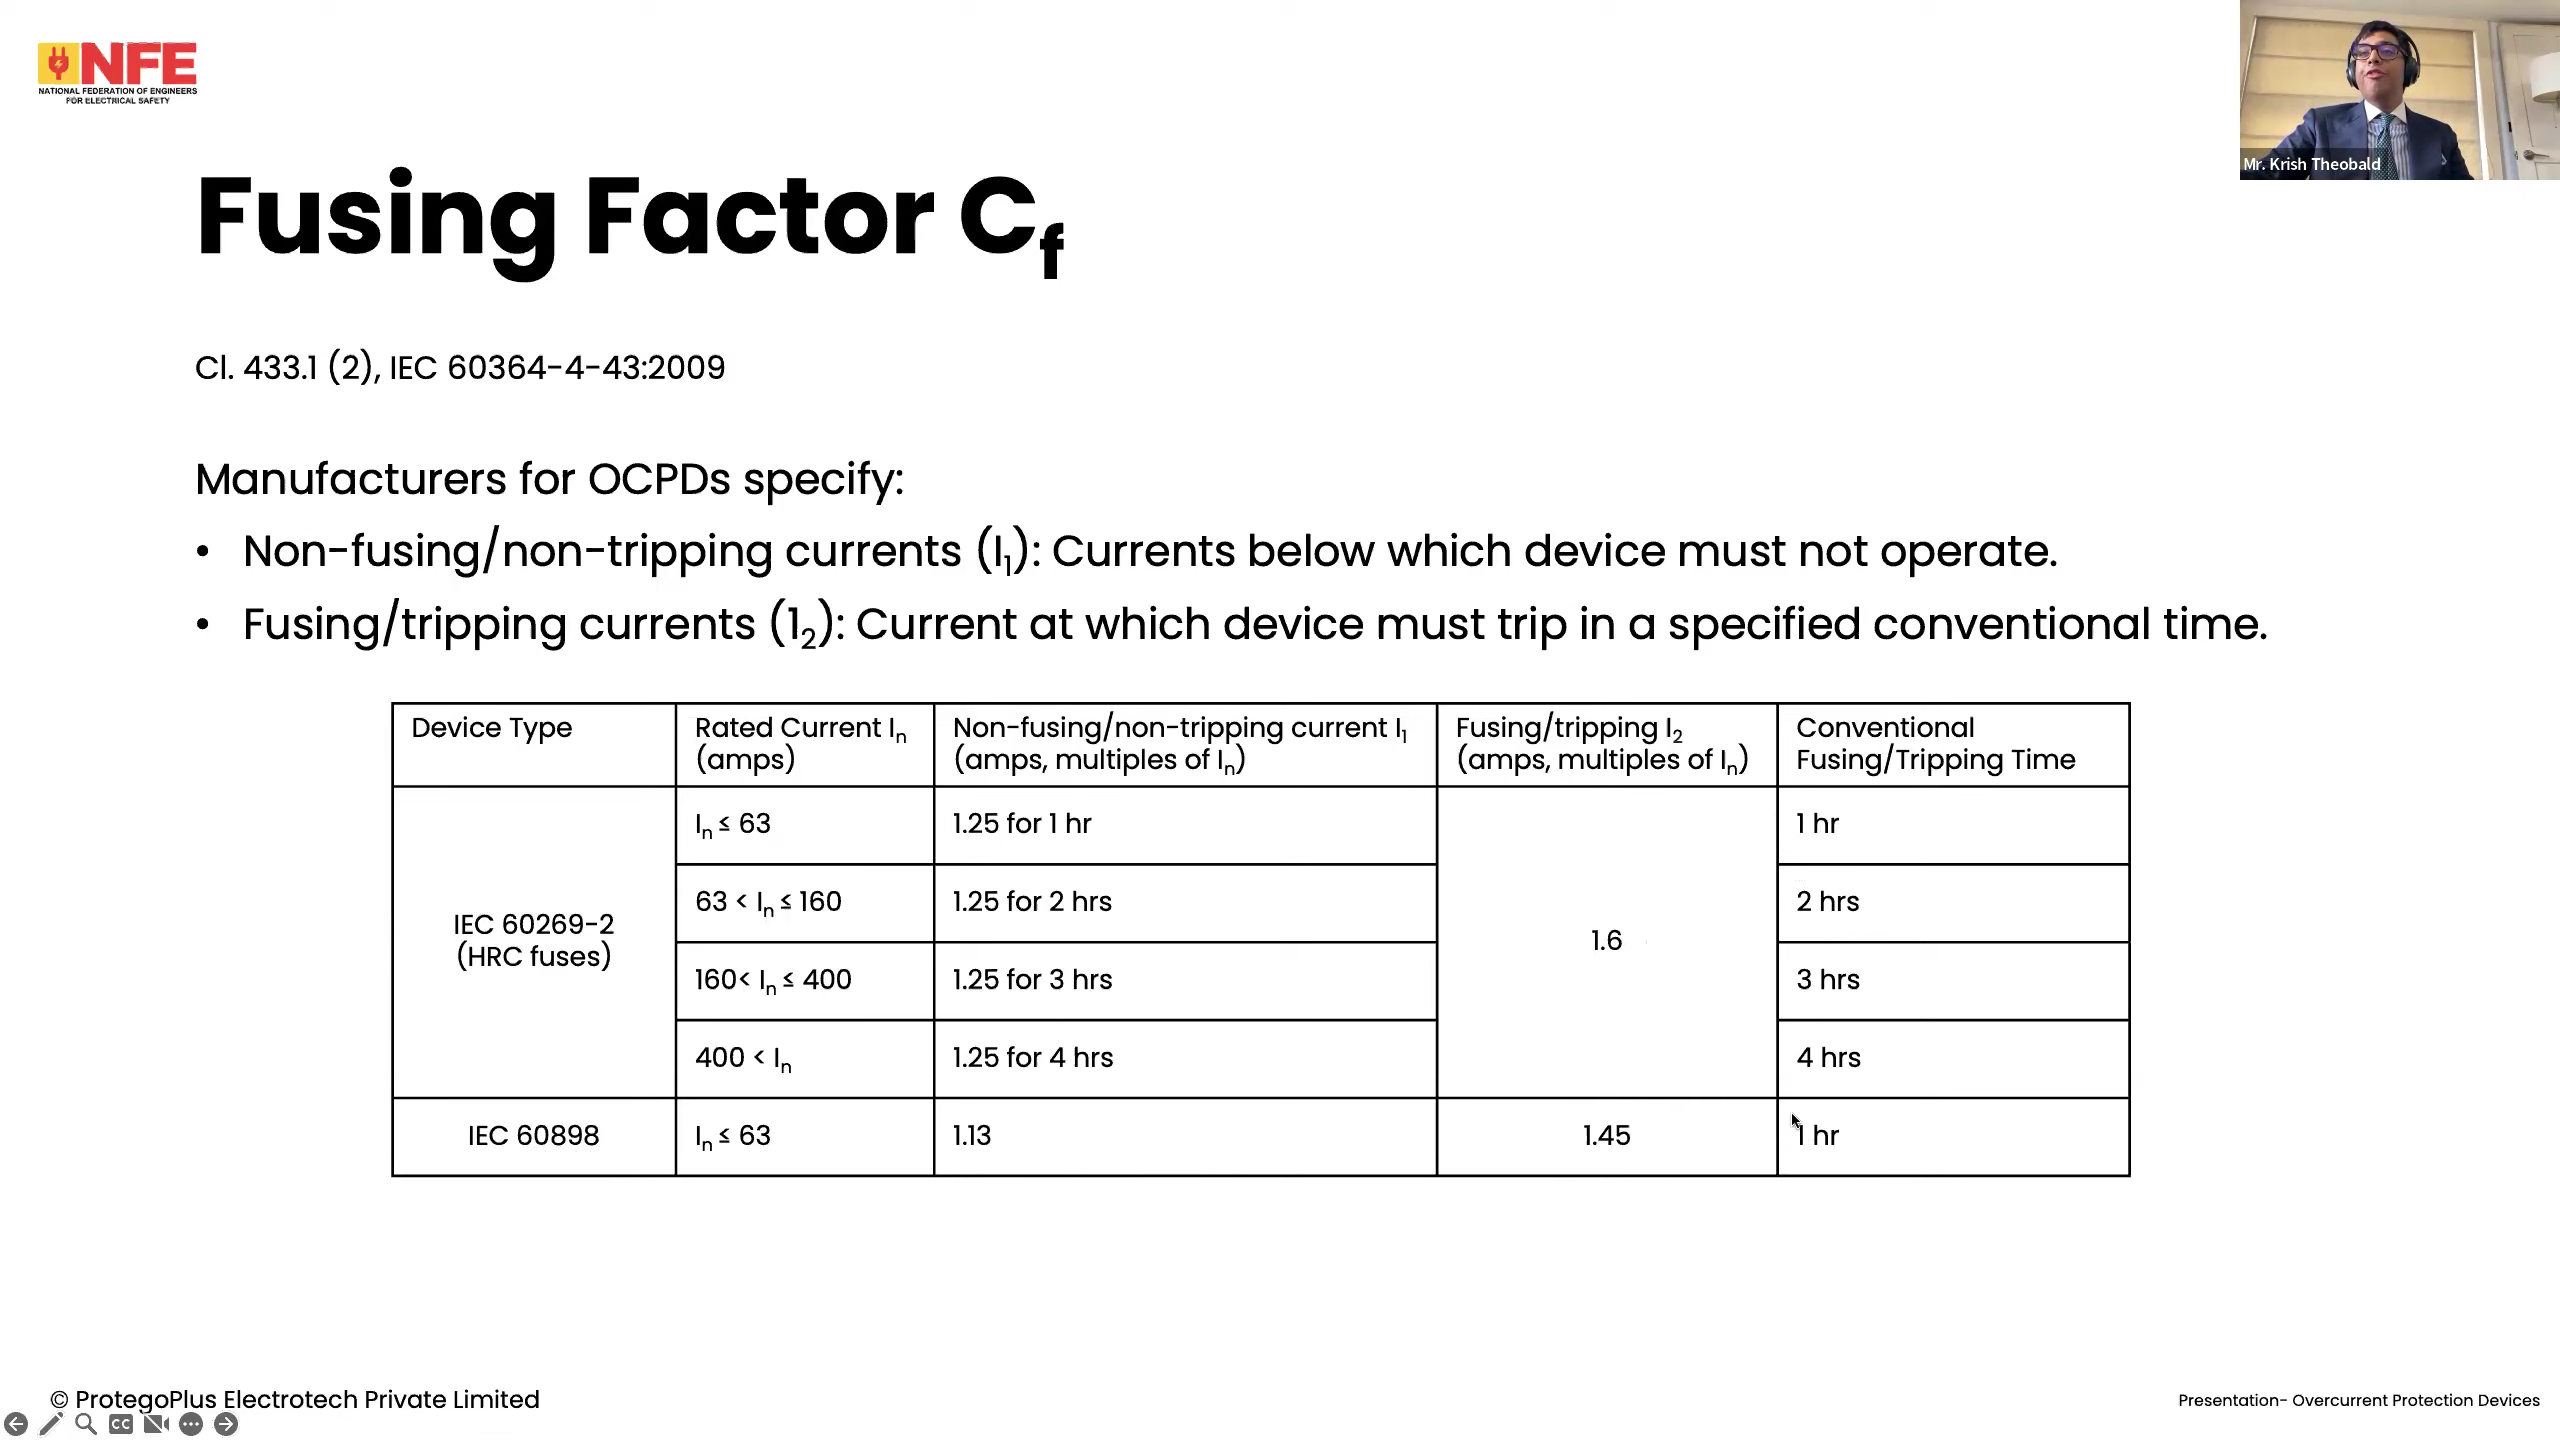 NFE
NATIONAL FEDERATION OF ENGINEERS
FOR ELECTRICAL SAFETY
Mr. Krish Theobald
Fusing Factor Cf
Cl. 433.1 (2), IEC 60364-4-43:2009
Manufacturers for OCPDs specify:
• Non-fusing/non-tripping currents (I1): Currents below which device must not operate.
• Fusing/tripping currents (12): Current at which device must trip in a specified conventional time.
Device Type
Rated Current In
(amps)
Non-fusing/non-tripping current I1
(amps, multiples of In)
Fusing/tripping I2
(amps, multiples of In)
Conventional
Fusing/Tripping Time
IEC 60269-2
(HRC fuses)
In ≤ 63
1.25 for 1 hr
1.6
1 hr
63 < In ≤ 160
1.25 for 2 hrs
2 hrs
160< In ≤ 400
1.25 for 3 hrs
3 hrs
400 < In
1.25 for 4 hrs
4 hrs
IEC 60898
In ≤ 63
1.13
1.45
1 hr
© ProtegoPlus Electrotech Private Limited
Presentation- Overcurrent Protection Devices
CC